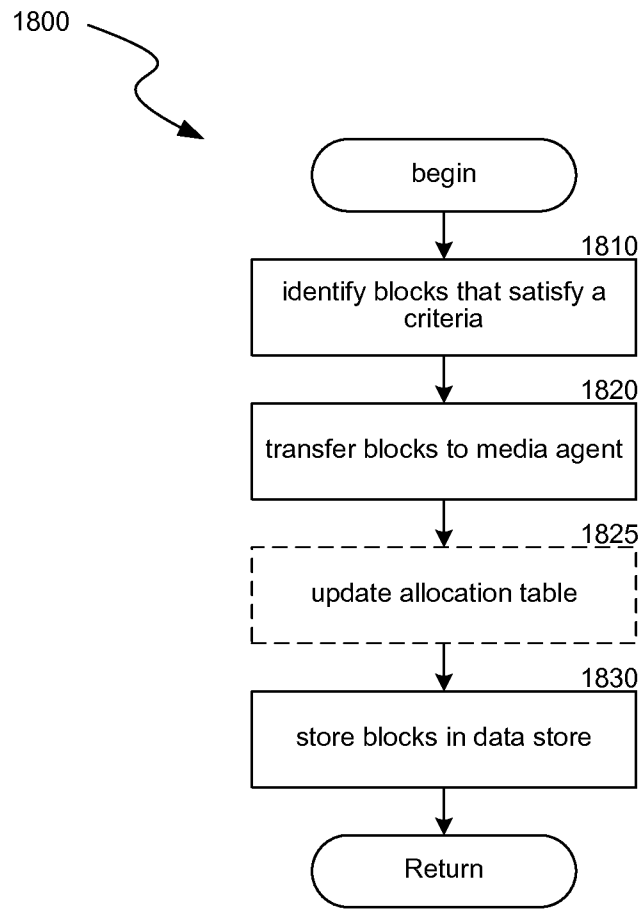 1800
begin
1810
identify blocks that satisfy a
criteria
1820
transfer blocks to media agent
1825
update allocation table
1830
store blocks in data store
Return